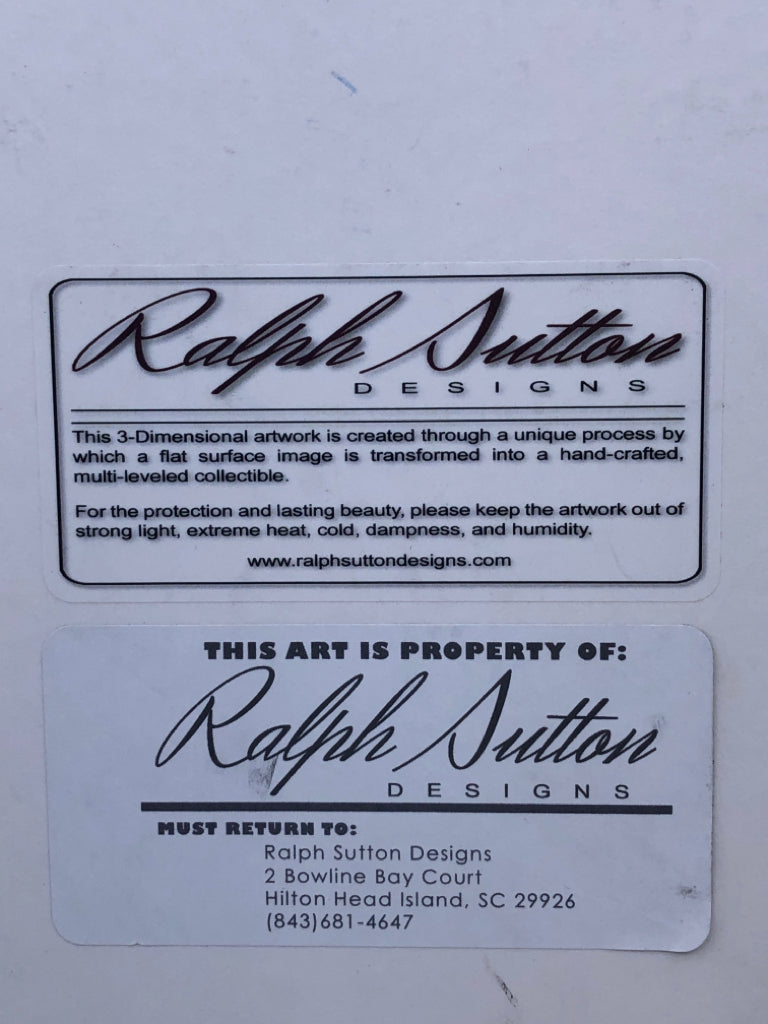 Ralph Sutton
DESIGNS
This 3-Dimensional artwork is created through a unique process by
which a flat surface image is transformed into a hand-crafted,
multi-leveled collectible.
For the protection and lasting beauty, please keep the artwork out of
strong light, extreme heat, cold, dampness, and humidity.
www.ralphsuttondesigns.com
THIS ART IS PROPERTY OF:
Ralph Sutton
DESIGNS
MUST RETURN TO:
Ralph Sutton Designs
2 Bowline Bay Court
Hilton Head Island, SC 29926
(843)681-4647